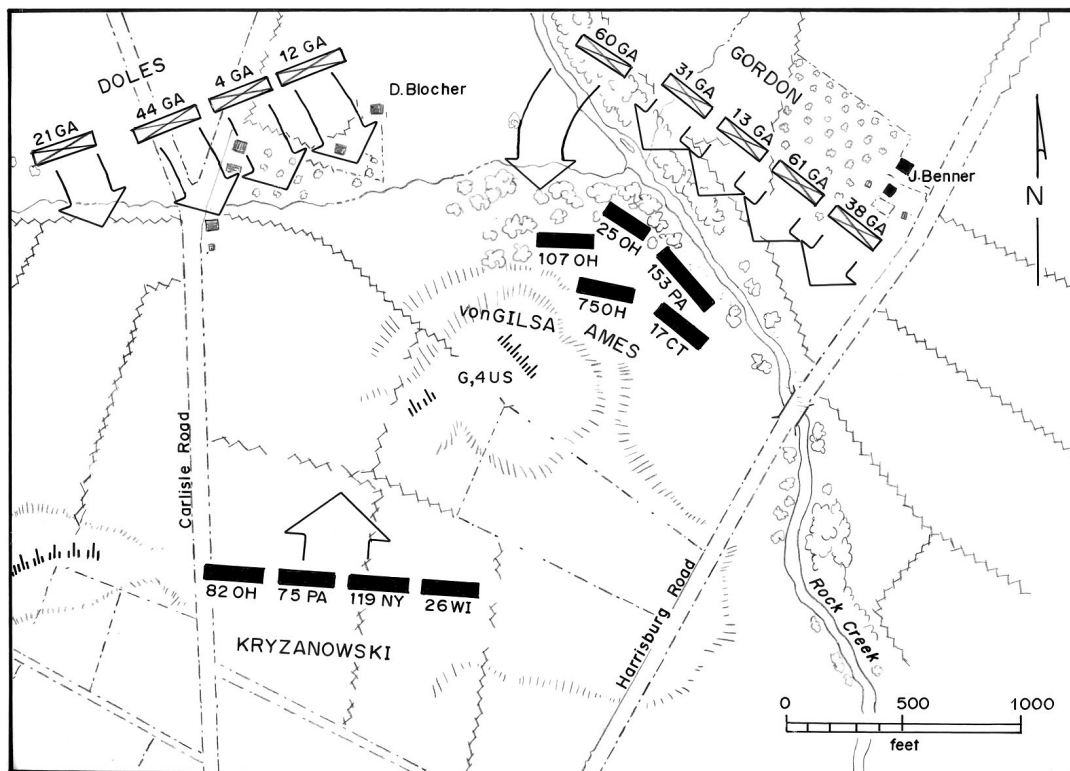 DOLES
21 GA
44 GA
4 GA
12 GA
D. Blocher
60 GA
31 GA
GORDON
13 GA
61 GA
38 GA
J. Benner
N
107 OH
25 OH
153 PA
75 OH
17 CT
von GILSA
AMES
G,4 US
Carlisle Road
82 OH
75 PA
119 NY
26 WI
KRYZANOWSKI
Harrisburg Road
Rock Creek
0 500 1000
feet